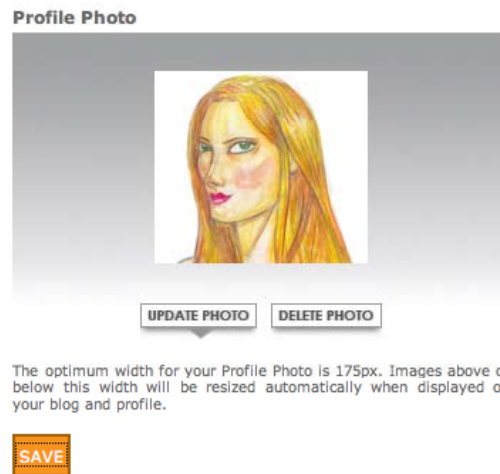 Profile Photo
UPDATE PHOTO DELETE PHOTO
The optimum width for your Profile Photo is 175px. Images above
below this width will be resized automatically when displayed
your blog and profile.
SAVE